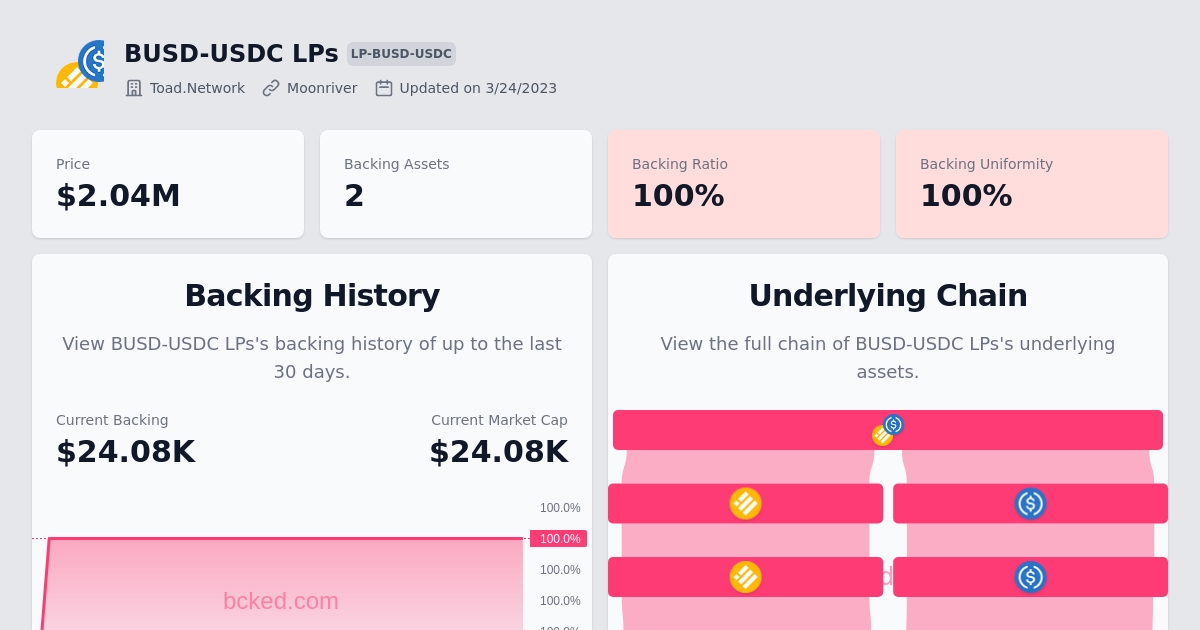 BUSD-USDC LPs LP-BUSD-USDC
Toad.Network Moonriver Updated on 3/24/2023
Price
$2.04M
Backing Assets
2
Backing Ratio
100%
Backing Uniformity
100%
Backing History
View BUSD-USDC LPs's backing history of up to the last
30 days.
Current Backing
$24.08K
Current Market Cap
$24.08K
100.0%
100.0%
100.0%
100.0%
bcked.com
Underlying Chain
View the full chain of BUSD-USDC LPs's underlying
assets.